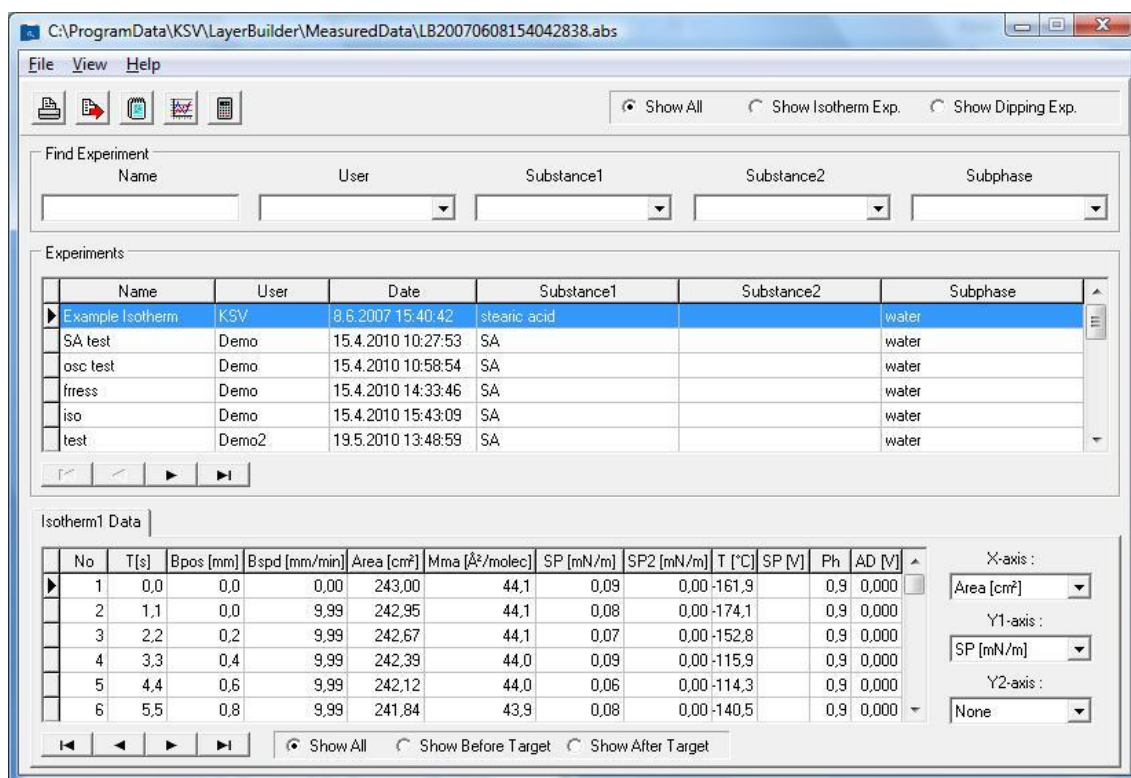 C:\ProgramData\KSV\LayerBuilder\MeasuredData\LB20070608154042838.abs
File View Help
Show All Show Isotherm Exp. Show Dipping Exp.
Find Experiment
Name User Substance1 Substance2 Subphase
Experiments
Name User Date Substance1 Substance2 Subphase
Example Isotherm KSV 8.6.2007 15:40:42 stearic acid water
SA test Demo 15.4.2010 10:27:53 SA water
osc test Demo 15.4.2010 10:58:54 SA water
frress Demo 15.4.2010 14:33:46 SA water
iso Demo 15.4.2010 15:43:09 SA water
test Demo2 19.5.2010 13:48:59 SA water
Isotherm1 Data
No T[s] Bpos [mm] Bspd [mm/min] Area [cm²] Mma [Å²/molec] SP [mN/m] SP2 [mN/m] T [°C] SP [V] Ph AD [V]
1 0,0 0,0 0,00 243,00 44,1 0,09 0,00 -161,9 0,9 0,000
2 1,1 0,0 9,99 242,95 44,1 0,08 0,00 -174,1 0,9 0,000
3 2,2 0,2 9,99 242,67 44,1 0,07 0,00 -152,8 0,9 0,000
4 3,3 0,4 9,99 242,39 44,0 0,09 0,00 -115,9 0,9 0,000
5 4,4 0,6 9,99 242,12 44,0 0,06 0,00 -114,3 0,9 0,000
6 5,5 0,8 9,99 241,84 43,9 0,08 0,00 -140,5 0,9 0,000
X-axis :
Area [cm²]
Y1-axis :
SP [mN/m]
Y2-axis :
None
Show All Show Before Target Show After Target